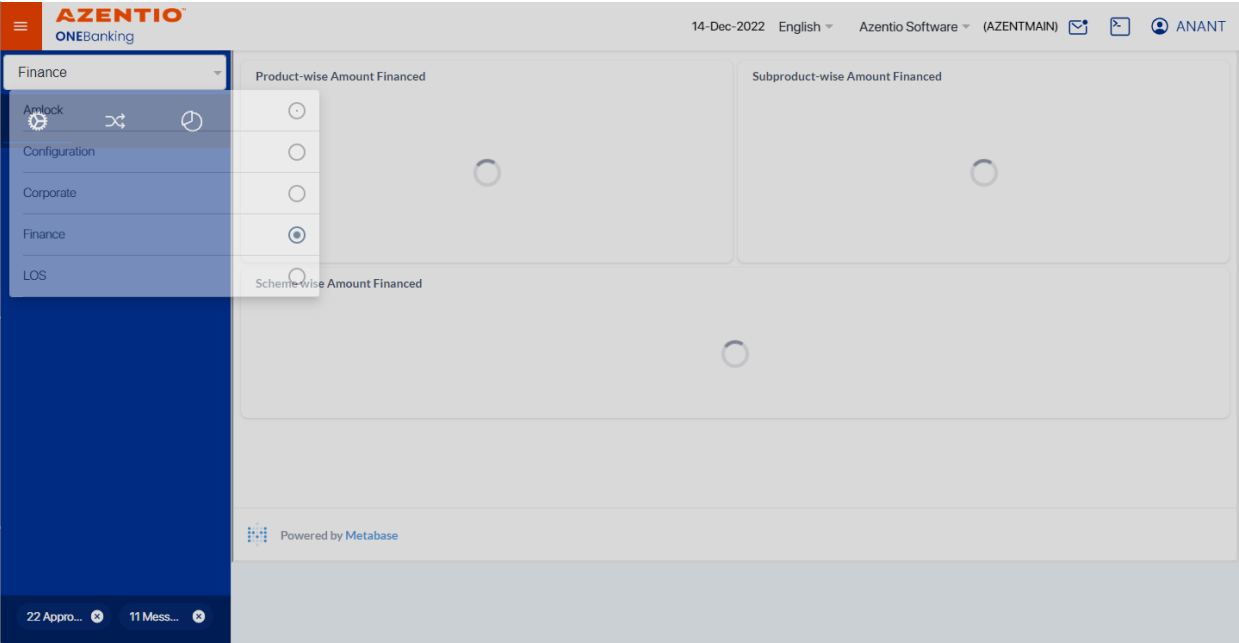 AZENTIO™
ONEBanking
14-Dec-2022 English Azentio Software (AZENTMAIN) ANANT
Finance
Amlock
Configuration
Corporate
Finance
LOS
Product-wise Amount Financed
Subproduct-wise Amount Financed
Scheme-wise Amount Financed
Powered by Metabase
22 Appro...
11 Mess...